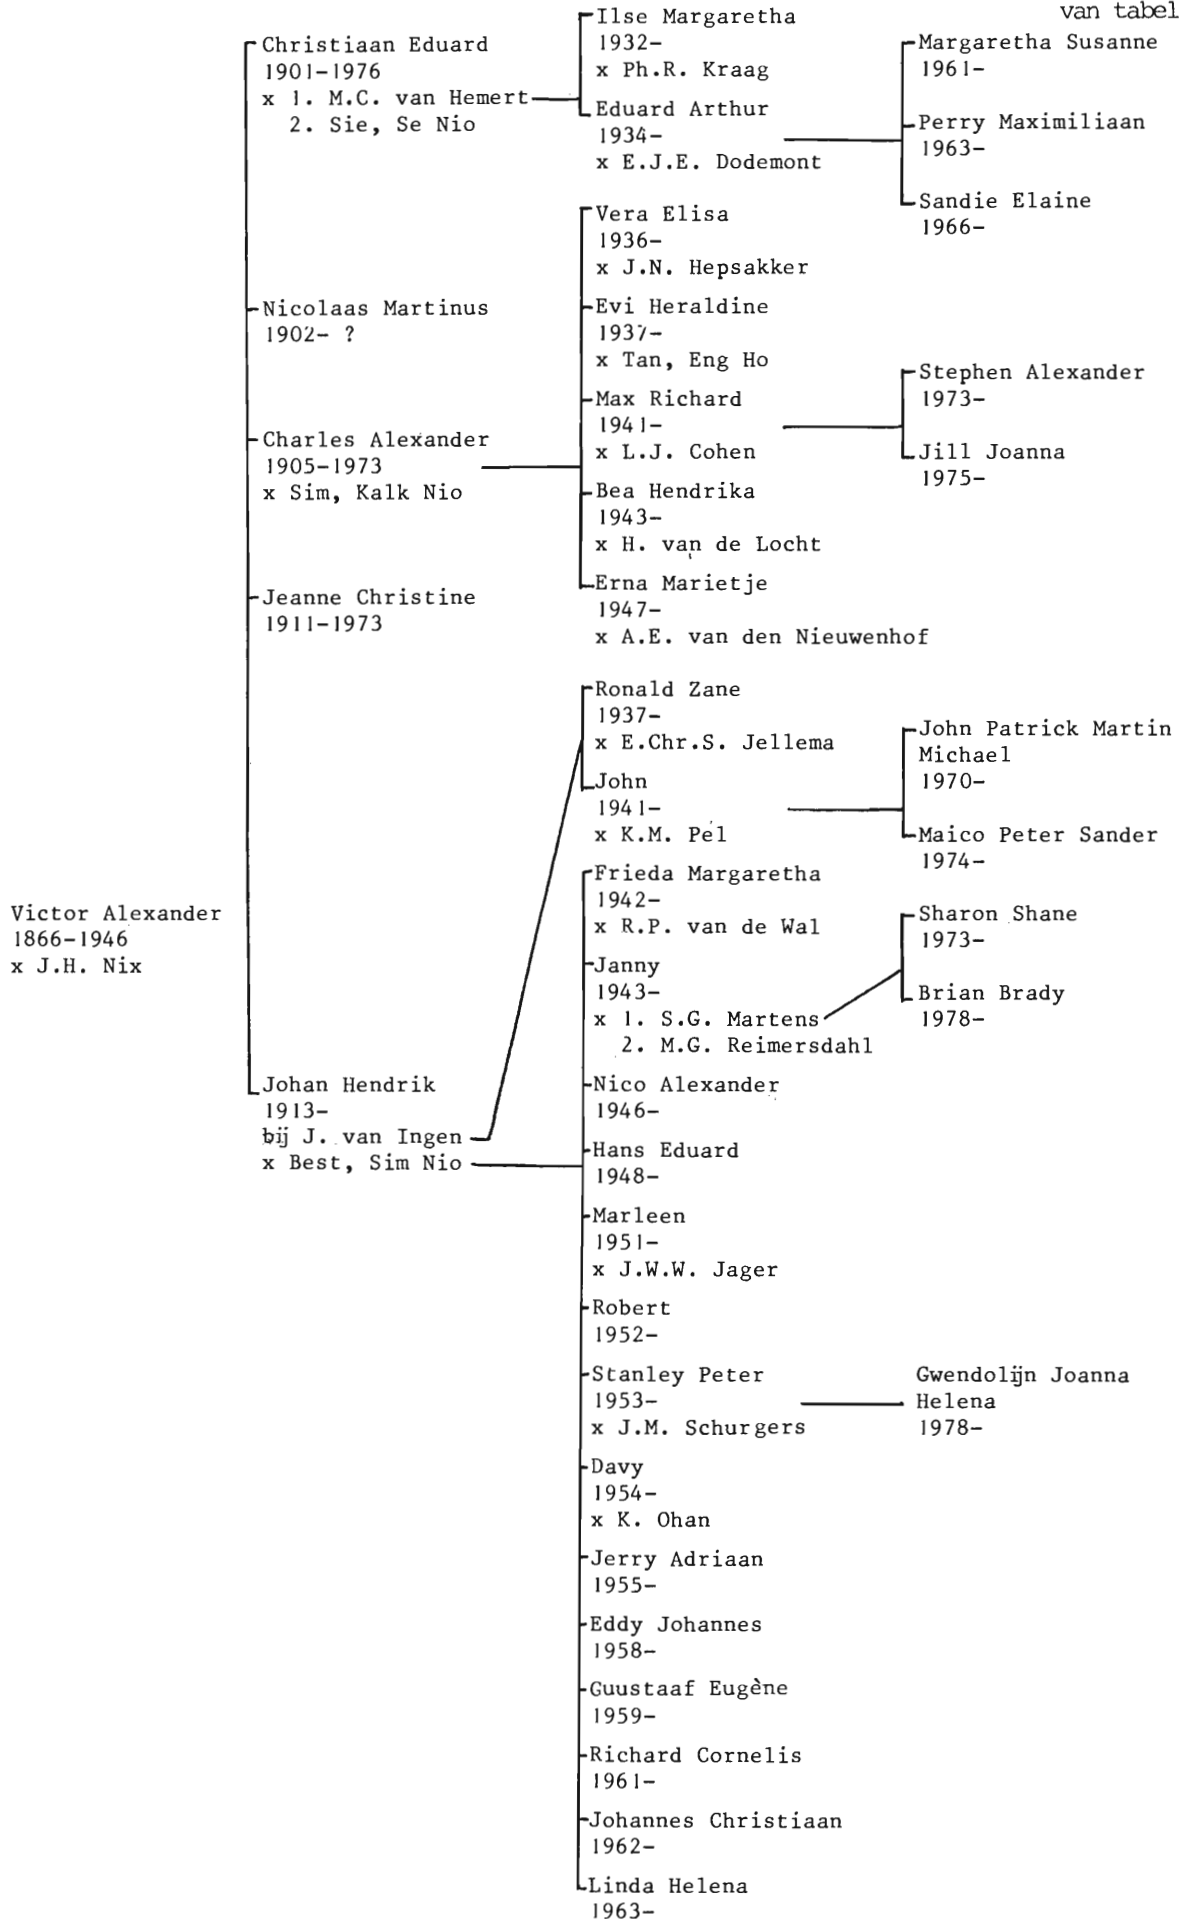 van tabel
Victor Alexander
1866-1946
x J.H. Nix
Christiaan Eduard
1901-1976
x 1. M.C. van Hemert
2. Sie, Se Nio
Nicolaas Martinus
1902- ?
Charles Alexander
1905-1973
x Sim, Kalk Nio
Jeanne Christine
1911-1973
Johan Hendrik
1913-
bij J. van Ingen
x Best, Sim Nio
Ilse Margaretha
1932-
x Ph.R. Kraag
Eduard Arthur
1934-
x E.J.E. Dodemont
Vera Elisa
1936-
x J.N. Hepsakker
Evi Heraldine
1937-
x Tan, Eng Ho
Max Richard
1941-
x L.J. Cohen
Bea Hendrika
1943-
x H. van de Locht
Erna Marietje
1947-
x A.E. van den Nieuwenhof
Ronald Zane
1937-
x E.Chr.S. Jellema
John
1941-
x K.M. Pel
Frieda Margaretha
1942-
x R.P. van de Wal
Janny
1943-
x 1. S.G. Martens
2. M.G. Reimersdahl
Nico Alexander
1946-
Hans Eduard
1948-
Marleen
1951-
x J.W.W. Jager
Robert
1952-
Stanley Peter
1953-
x J.M. Schurgers
Davy
1954-
x K. Ohan
Jerry Adriaan
1955-
Eddy Johannes
1958-
Guustaaf Eugène
1959-
Richard Cornelis
1961-
Johannes Christiaan
1962-
Linda Helena
1963-
Margaretha Susanne
1961-
Perry Maximiliaan
1963-
Sandie Elaine
1966-
Stephen Alexander
1973-
Jill Joanna
1975-
John Patrick Martin
Michael
1970-
Maico Peter Sander
1974-
Sharon Shane
1973-
Brian Brady
1978-
Gwendolijn Joanna
Helena
1978-